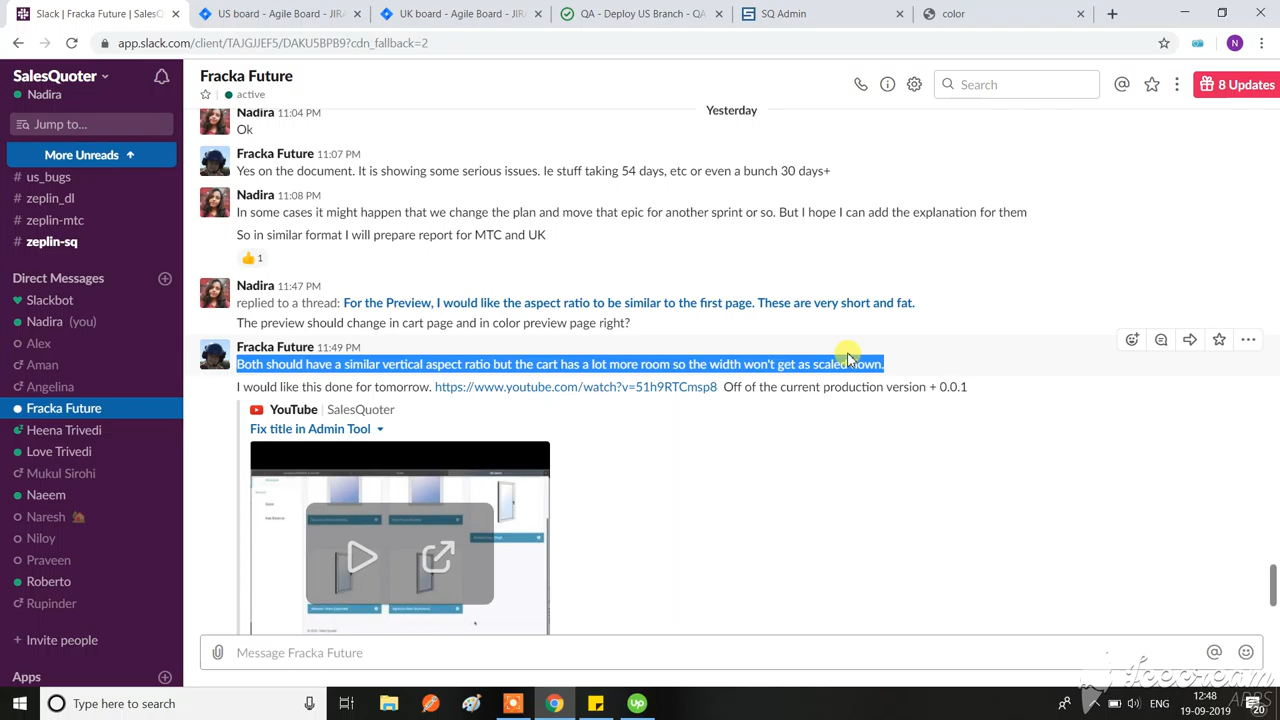 Slack | Fracka Future | SalesQ
US board - Agile Board - JIRA
UK board - Agile Board - JIRA
QA - Deploy US Branch - QA
SQ Admin
color
app.slack.com/client/TAJGJJEF5/DAKU5BPB9?cdn_fallback=2
N
SalesQuoter
Nadira
Jump to...
More Unreads ↑
# us_bugs
# zeplin_dl
# zeplin-mtc
# zeplin-sq
Direct Messages
Slackbot
Nadira (you)
Alex
Aman
Angelina
Fracka Future
Heena Trivedi
Love Trivedi
Mukul Sirohi
Naeem
Naresh
Niloy
Praveen
Roberto
Rupinder
+ Invite people
Apps
Fracka Future
active
Search
8 Updates
Yesterday
Nadira 11:04 PM
Ok
Fracka Future 11:07 PM
Yes on the document. It is showing some serious issues. Ie stuff taking 54 days, etc or even a bunch 30 days+
Nadira 11:08 PM
In some cases it might happen that we change the plan and move that epic for another sprint or so. But I hope I can add the explanation for them
So in similar format I will prepare report for MTC and UK
1
Nadira 11:47 PM
replied to a thread: For the Preview, I would like the aspect ratio to be similar to the first page. These are very short and fat.
The preview should change in cart page and in color preview page right?
Fracka Future 11:49 PM
Both should have a similar vertical aspect ratio but the cart has a lot more room so the width won't get as scaled down.
I would like this done for tomorrow. https://www.youtube.com/watch?v=51h9RTCmsp8 Off of the current production version + 0.0.1
YouTube | SalesQuoter
Fix title in Admin Tool
Message Fracka Future
Type here to search
ENG
12:48
19-09-2019
20
Icecream
APPS